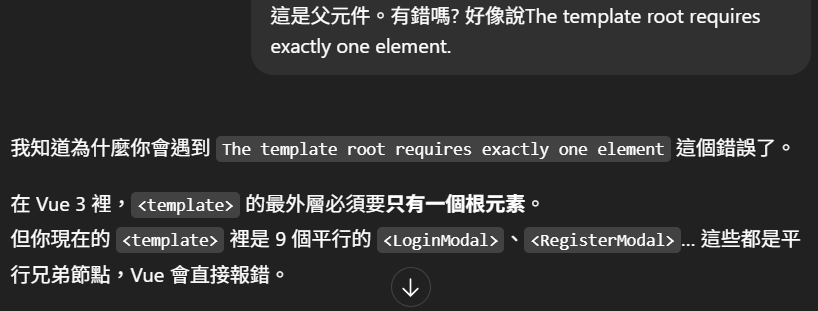 這是父元件。有錯嗎? 好像說The template root requires
exactly one element.
我知道為什麼你會遇到 The template root requires exactly one element 這個錯誤了。
在 Vue 3 裡，<template> 的最外層必須要只有一個根元素。
但你現在的 <template> 裡是 9 個平行的 <LoginModal>、<RegisterModal>... 這些都是平
行兄弟節點，Vue 會直接報錯。